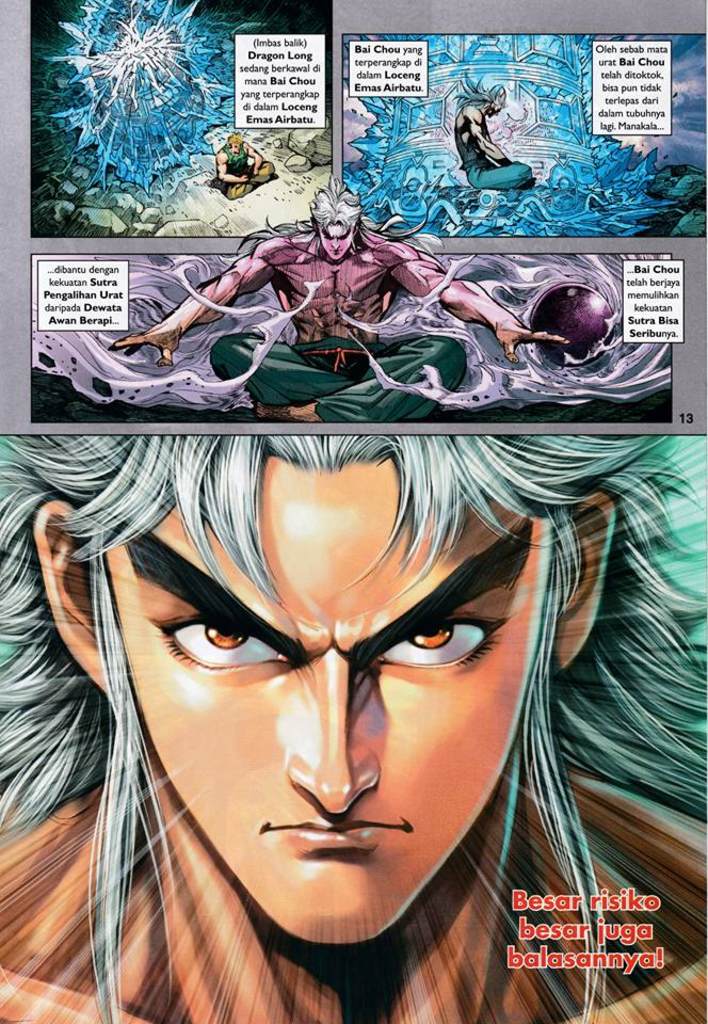 (Imbas balik)
Dragon Long
sedang berkawal di
mana Bai Chou
yang terperangkap
di dalam Loceng
Emas Airbatu.
Bai Chou yang
terperangkap di
dalam Loceng
Emas Airbatu.
Oleh sebab mata
urat Bai Chou
telah ditoktok,
bisa pun tidak
terlepas dari
dalam tubuhnya
lagi. Manakala...
...dibantu dengan
kekuatan Sutra
Pengalihan Urat
daripada Dewata
Awan Berapi...
...Bai Chou
telah berjaya
memulihkan
kekuatan
Sutra Bisa
Seribunya.
13
Besar risiko
besar juga
balasannya!